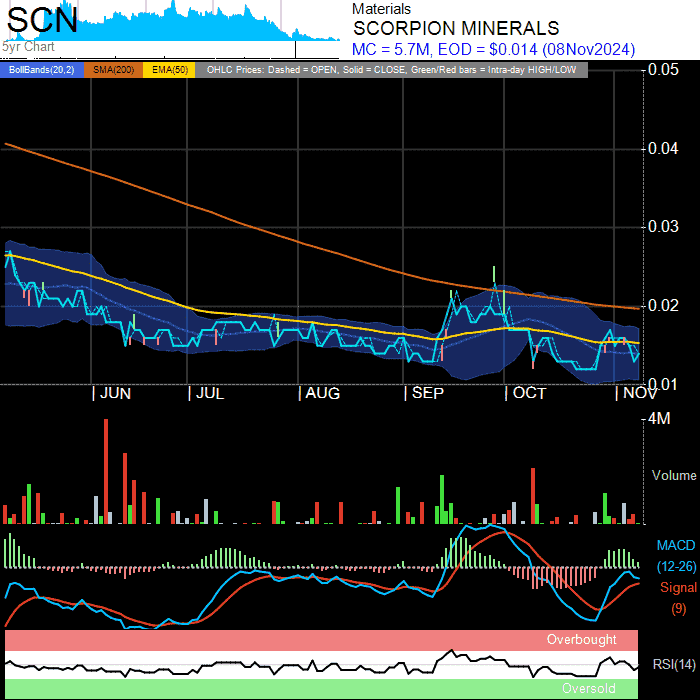 SCN
5yr Chart
Materials
SCORPION MINERALS
MC = 5.7M, EOD = $0.014 (08Nov2024)
BollBands(20,2) SMA(200) EMA(50) OHLC Prices: Dashed = OPEN, Solid = CLOSE, Green/Red bars = Intra-day HIGH/LOW
0.05
0.04
0.03
0.02
0.01
JUN JUL AUG SEP OCT NOV
4M
Volume
MACD
(12-26)
Signal
(9)
Overbought
RSI(14)
Oversold